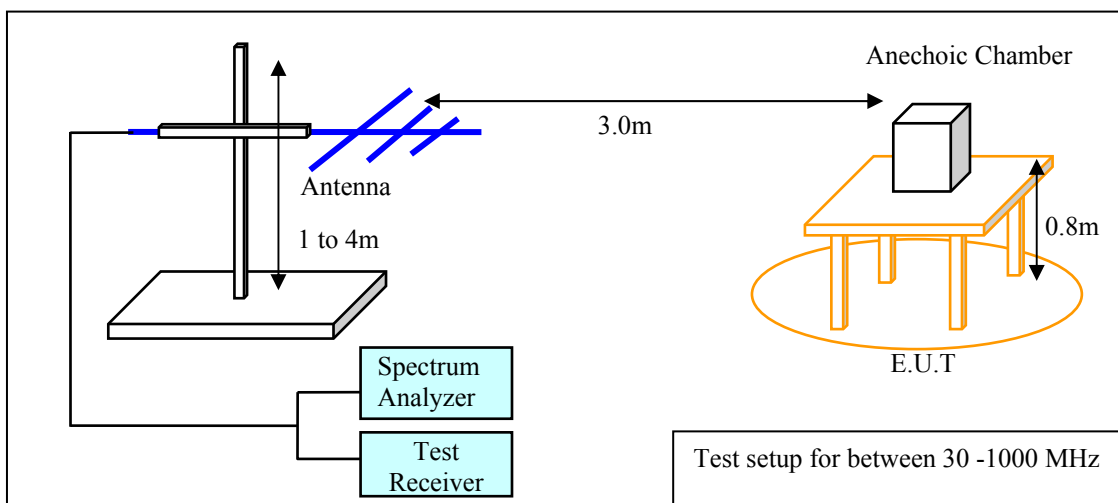 Anechoic Chamber
3.0m
Antenna
1 to 4m
0.8m
E.U.T
Spectrum
Analyzer
Test
Receiver
Test setup for between 30 -1000 MHz